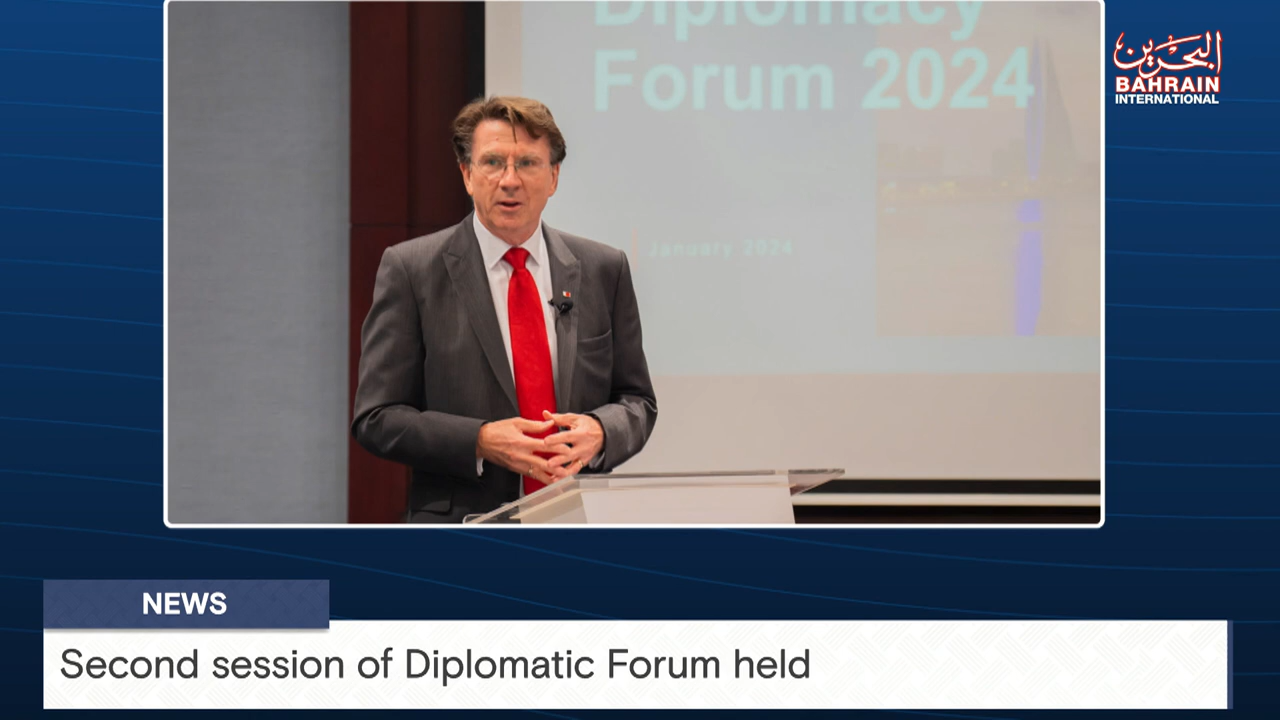 Diplomacy
Forum 2024
January 2024
البحرين
BAHRAIN
INTERNATIONAL
NEWS
Second session of Diplomatic Forum held